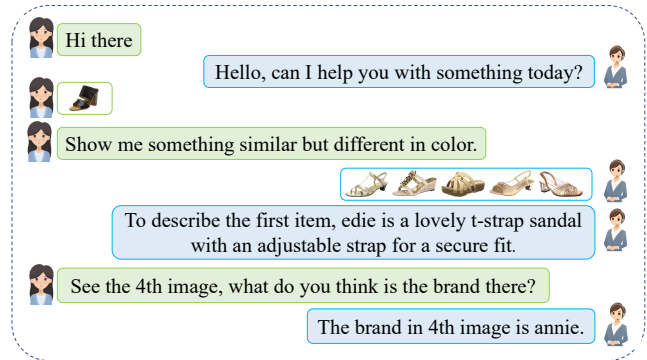 Hi there
Hello, can I help you with something today?
Show me something similar but different in color.
To describe the first item, edie is a lovely t-strap sandal
with an adjustable strap for a secure fit.
See the 4th image, what do you think is the brand there?
The brand in 4th image is annie.